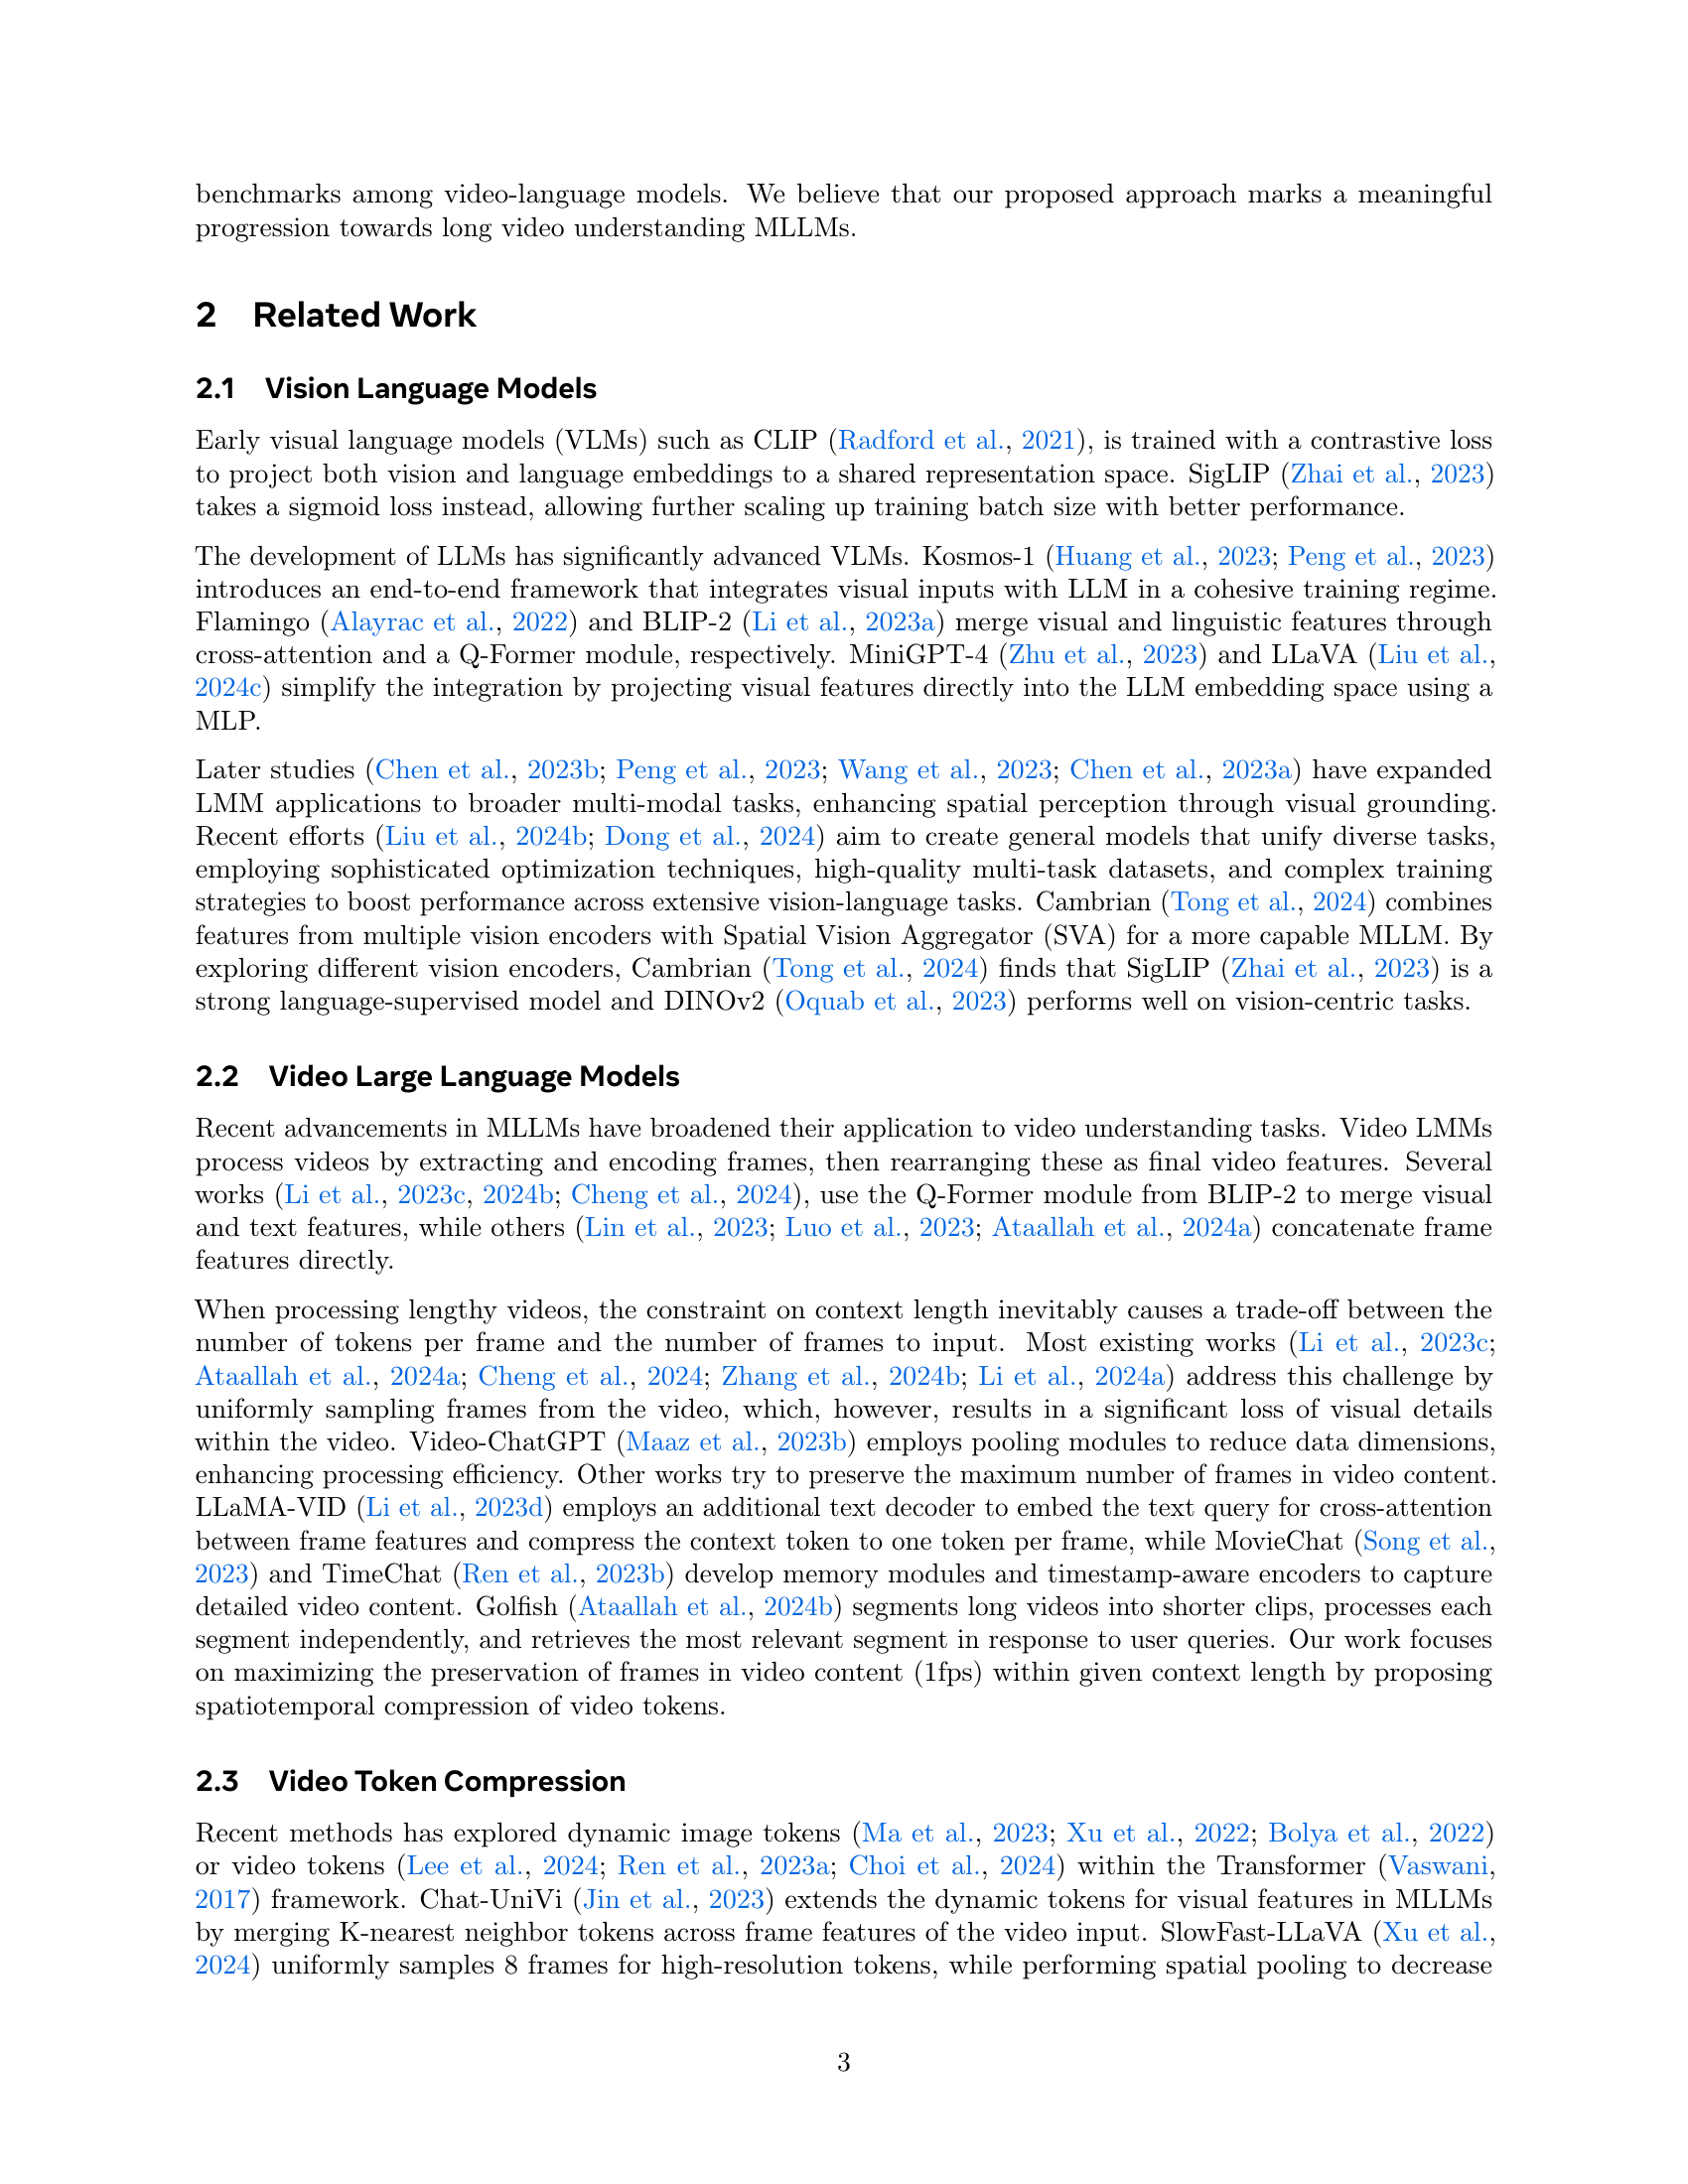 benchmarks among video-language models. We believe that our proposed approach marks a meaningful
progression towards long video understanding MLLMs.
2 Related Work
2.1 Vision Language Models
Early visual language models (VLMs) such as CLIP (Radford et al., 2021), is trained with a contrastive loss
to project both vision and language embeddings to a shared representation space. SigLIP (Zhai et al., 2023)
takes a sigmoid loss instead, allowing further scaling up training batch size with better performance.
The development of LLMs has significantly advanced VLMs. Kosmos-1 (Huang et al., 2023; Peng et al., 2023)
introduces an end-to-end framework that integrates visual inputs with LLM in a cohesive training regime.
Flamingo (Alayrac et al., 2022) and BLIP-2 (Li et al., 2023a) merge visual and linguistic features through
cross-attention and a Q-Former module, respectively. MiniGPT-4 (Zhu et al., 2023) and LLaVA (Liu et al.,
2024c) simplify the integration by projecting visual features directly into the LLM embedding space using a
MLP.
Later studies (Chen et al., 2023b; Peng et al., 2023; Wang et al., 2023; Chen et al., 2023a) have expanded
LMM applications to broader multi-modal tasks, enhancing spatial perception through visual grounding.
Recent efforts (Liu et al., 2024b; Dong et al., 2024) aim to create general models that unify diverse tasks,
employing sophisticated optimization techniques, high-quality multi-task datasets, and complex training
strategies to boost performance across extensive vision-language tasks. Cambrian (Tong et al., 2024) combines
features from multiple vision encoders with Spatial Vision Aggregator (SVA) for a more capable MLLM. By
exploring different vision encoders, Cambrian (Tong et al., 2024) finds that SigLIP (Zhai et al., 2023) is a
strong language-supervised model and DINOv2 (Oquab et al., 2023) performs well on vision-centric tasks.
2.2 Video Large Language Models
Recent advancements in MLLMs have broadened their application to video understanding tasks. Video LMMs
process videos by extracting and encoding frames, then rearranging these as final video features. Several
works (Li et al., 2023c, 2024b; Cheng et al., 2024), use the Q-Former module from BLIP-2 to merge visual
and text features, while others (Lin et al., 2023; Luo et al., 2023; Ataallah et al., 2024a) concatenate frame
features directly.
When processing lengthy videos, the constraint on context length inevitably causes a trade-off between the
number of tokens per frame and the number of frames to input. Most existing works (Li et al., 2023c;
Ataallah et al., 2024a; Cheng et al., 2024; Zhang et al., 2024b; Li et al., 2024a) address this challenge by
uniformly sampling frames from the video, which, however, results in a significant loss of visual details
within the video. Video-ChatGPT (Maaz et al., 2023b) employs pooling modules to reduce data dimensions,
enhancing processing efficiency. Other works try to preserve the maximum number of frames in video content.
LLaMA-VID (Li et al., 2023d) employs an additional text decoder to embed the text query for cross-attention
between frame features and compress the context token to one token per frame, while MovieChat (Song et al.,
2023) and TimeChat (Ren et al., 2023b) develop memory modules and timestamp-aware encoders to capture
detailed video content. Golfish (Ataallah et al., 2024b) segments long videos into shorter clips, processes each
segment independently, and retrieves the most relevant segment in response to user queries. Our work focuses
on maximizing the preservation of frames in video content (1fps) within given context length by proposing
spatiotemporal compression of video tokens.
2.3 Video Token Compression
Recent methods has explored dynamic image tokens (Ma et al., 2023; Xu et al., 2022; Bolya et al., 2022)
or video tokens (Lee et al., 2024; Ren et al., 2023a; Choi et al., 2024) within the Transformer (Vaswani,
2017) framework. Chat-UniVi (Jin et al., 2023) extends the dynamic tokens for visual features in MLLMs
by merging K-nearest neighbor tokens across frame features of the video input. SlowFast-LLaVA (Xu et al.,
2024) uniformly samples 8 frames for high-resolution tokens, while performing spatial pooling to decrease
3